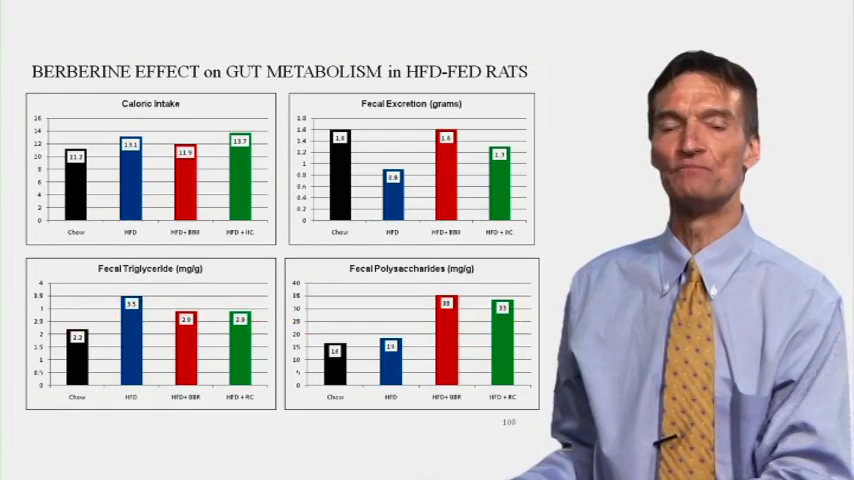 BERBERINE EFFECT on GUT METABOLISM in HFD-FED RATS
Caloric Intake
16
14
12
10
8
6
4
2
0
11.2
13.1
11.9
13.7
Chow
HFD
HFD+ BBR
HFD + RC
Fecal Excretion (grams)
1.8
1.6
1.4
1.2
1
0.8
0.6
0.4
0.2
0
1.6
0.9
1.6
1.3
Chow
HFD
HFD+ BBR
HFD + RC
Fecal Triglyceride (mg/g)
4
3.5
3
2.5
2
1.5
1
0.5
0
2.2
3.5
2.9
2.9
Chow
HFD
HFD+ BBR
HFD + RC
Fecal Polysaccharides (mg/g)
40
35
30
25
20
15
10
5
0
16
19
33
Chow
HFD
HFD+ BBR
HFD + RC
108